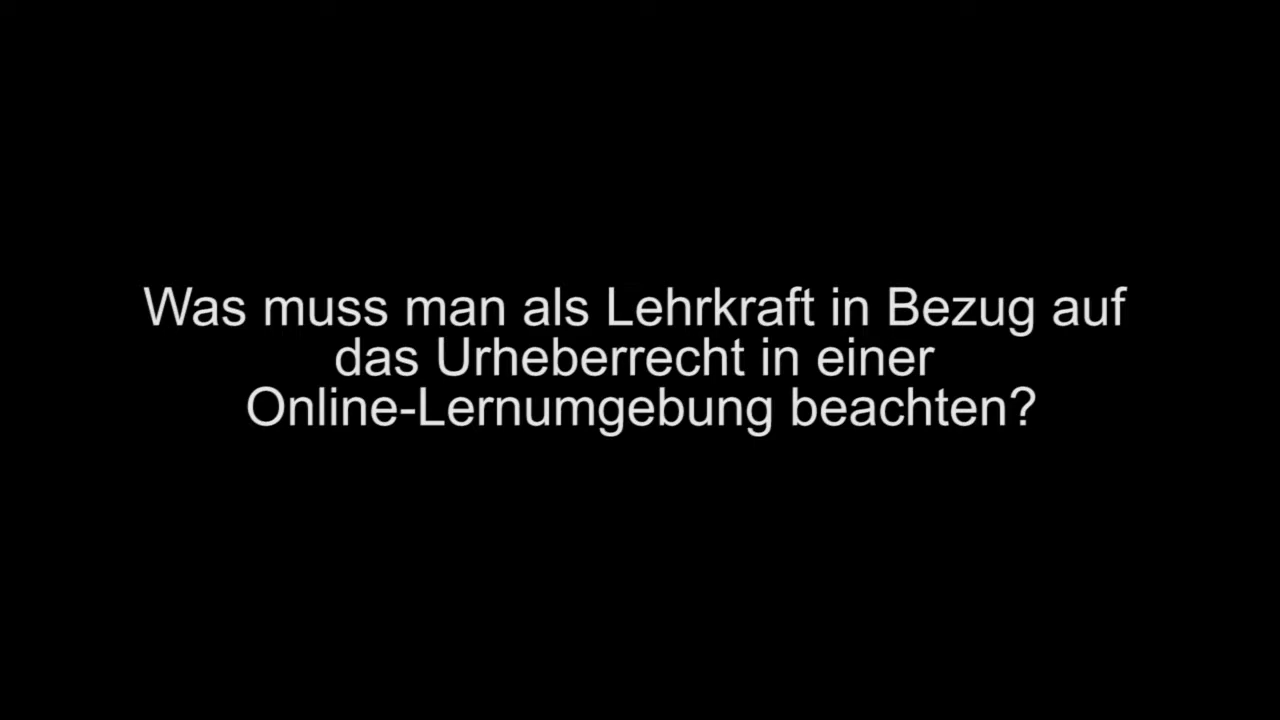 Was muss man als Lehrkraft in Bezug auf
das Urheberrecht in einer
Online-Lernumgebung beachten?